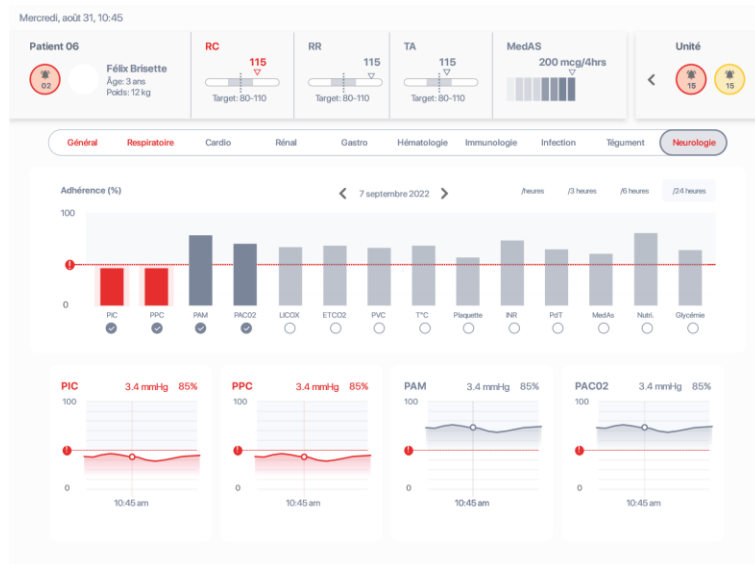 Mercredi, août 31, 10:45
Patient 06
02
Félix Brisette
Âge: 3 ans
Poids: 12 kg
RC
115
Target: 80-110
RR
115
Target: 80-110
TA
115
Target: 80-110
MedAS
200 mcg/4hrs
Unité
15
15
Général Respiratoire Cardio Rénal Gastro Hématologie Immunologie Infection Tégument Neurologie
Adhérence (%)
7 septembre 2022
/heures /3 heures /6 heures /24 heures
100
0
PIC PPC PAM PAC02 LICOX ETCO2 PVC T°C Plaquette INR PdT MedAs Nutri. Glycémie
PIC 3.4 mmHg 85%
100
0
10:45 am
PPC 3.4 mmHg 85%
100
0
10:45 am
PAM 3.4 mmHg 85%
100
0
10:45 am
PAC02 3.4 mmHg 85%
100
0
10:45 am